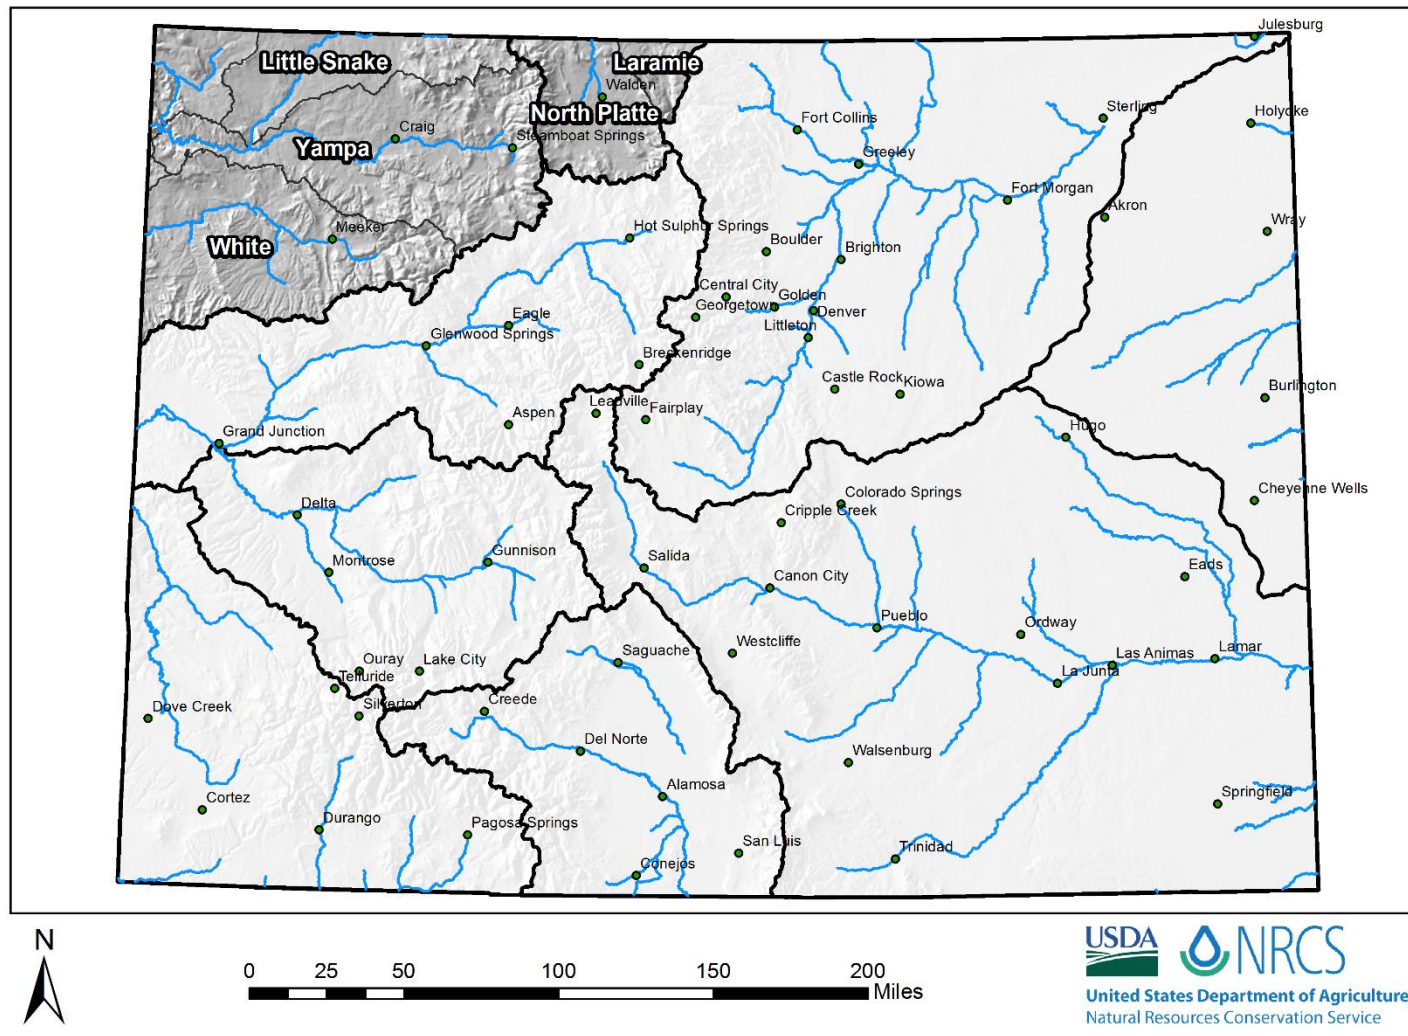 Julesburg
Little Snake
Laramie
Walden
North Platte
Sterling
Holyoke
Fort Collins
Craig
Steamboat Springs
Yampa
Greeley
Fort Morgan
Akron
Wray
Meeker
Hot Sulphur Springs
White
Boulder
Brighton
Central City
Golden
Georgetown
Denver
Eagle
Littleton
Glenwood Springs
Breckenridge
Castle Rock
Kiowa
Burlington
Leadville
Fairplay
Aspen
Grand Junction
Hugo
Colorado Springs
Cheyenne Wells
Delta
Cripple Creek
Gunnison
Montrose
Salida
Eads
Canon City
Pueblo
Ordway
Westcliffe
Saguache
Las Animas
Lamar
Ouray
Lake City
La Junta
Telluride
Silverton
Creede
Dove Creek
Del Norte
Walsenburg
Alamosa
Springfield
Cortez
Durango
Pagosa Springs
San Luis
Trinidad
Conejos
N
0 25 50 100 150 200
Miles
USDA
NRCS
United States Department of Agriculture
Natural Resources Conservation Service